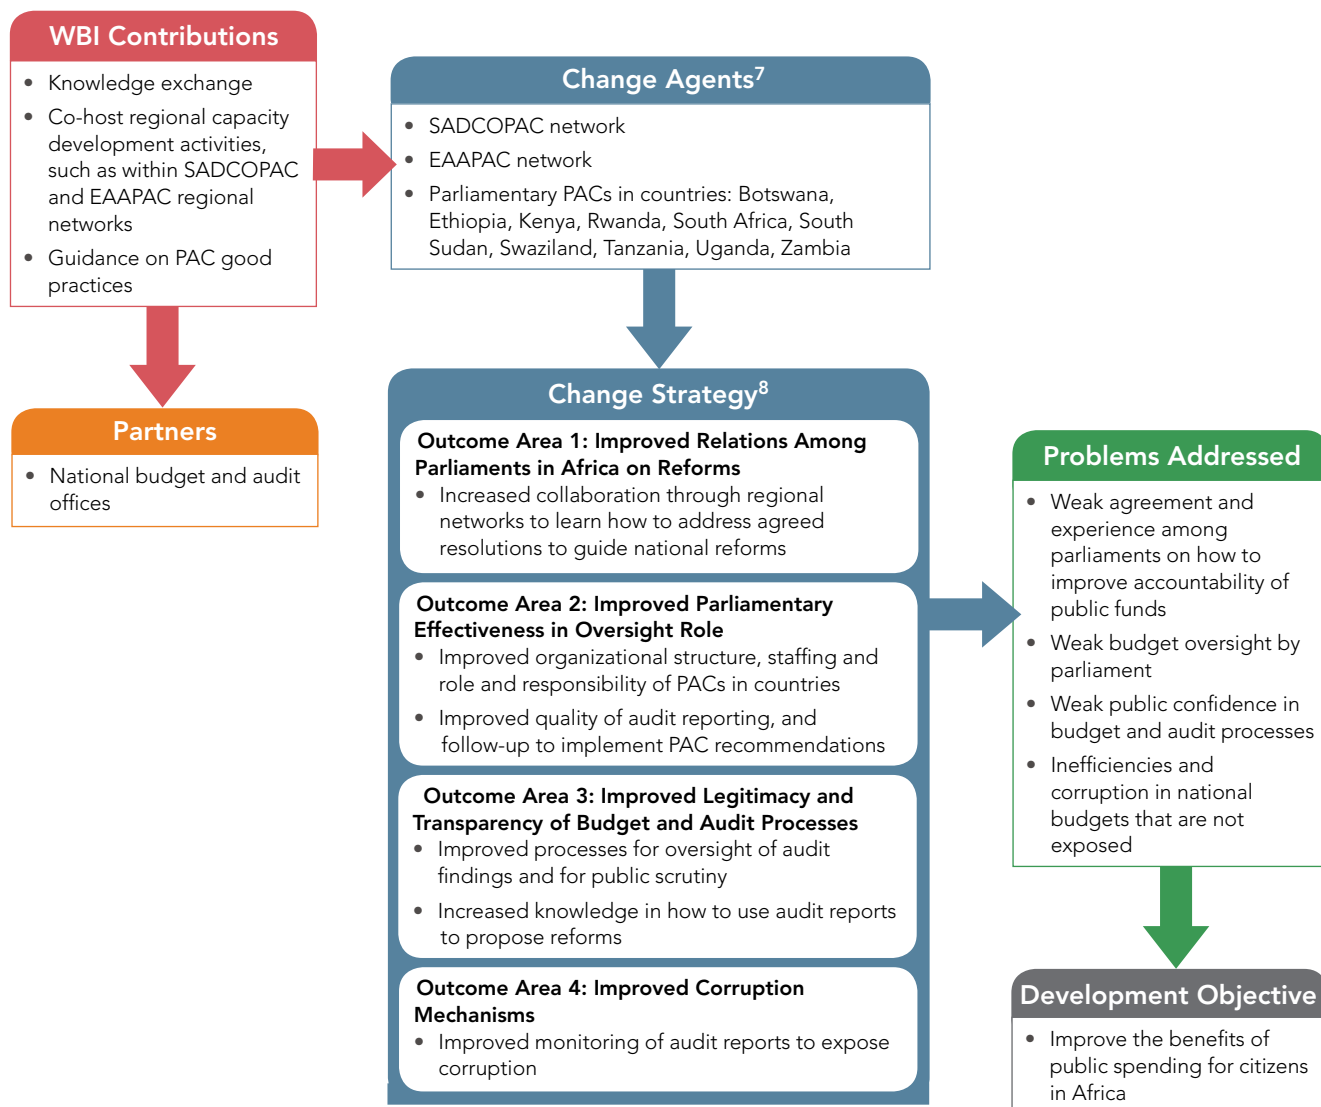 WBI Contributions
• Knowledge exchange
• Co-host regional capacity
development activities,
such as within SADCOPAC
and EAAPAC regional
networks
• Guidance on PAC good
practices
Change Agents7
• SADCOPAC network
• EAAPAC network
• Parliamentary PACs in countries: Botswana,
Ethiopia, Kenya, Rwanda, South Africa, South
Sudan, Swaziland, Tanzania, Uganda, Zambia
Partners
• National budget and audit
offices
Change Strategy8
Outcome Area 1: Improved Relations Among
Parliaments in Africa on Reforms
• Increased collaboration through regional
networks to learn how to address agreed
resolutions to guide national reforms
Outcome Area 2: Improved Parliamentary
Effectiveness in Oversight Role
• Improved organizational structure, staffing and
role and responsibility of PACs in countries
• Improved quality of audit reporting, and
follow-up to implement PAC recommendations
Outcome Area 3: Improved Legitimacy and
Transparency of Budget and Audit Processes
• Improved processes for oversight of audit
findings and for public scrutiny
• Increased knowledge in how to use audit reports
to propose reforms
Outcome Area 4: Improved Corruption
Mechanisms
• Improved monitoring of audit reports to expose
corruption
Problems Addressed
• Weak agreement and
experience among
parliaments on how to
improve accountability of
public funds
• Weak budget oversight by
parliament
• Weak public confidence in
budget and audit processes
• Inefficiencies and
corruption in national
budgets that are not
exposed
Development Objective
• Improve the benefits of
public spending for citizens
in Africa